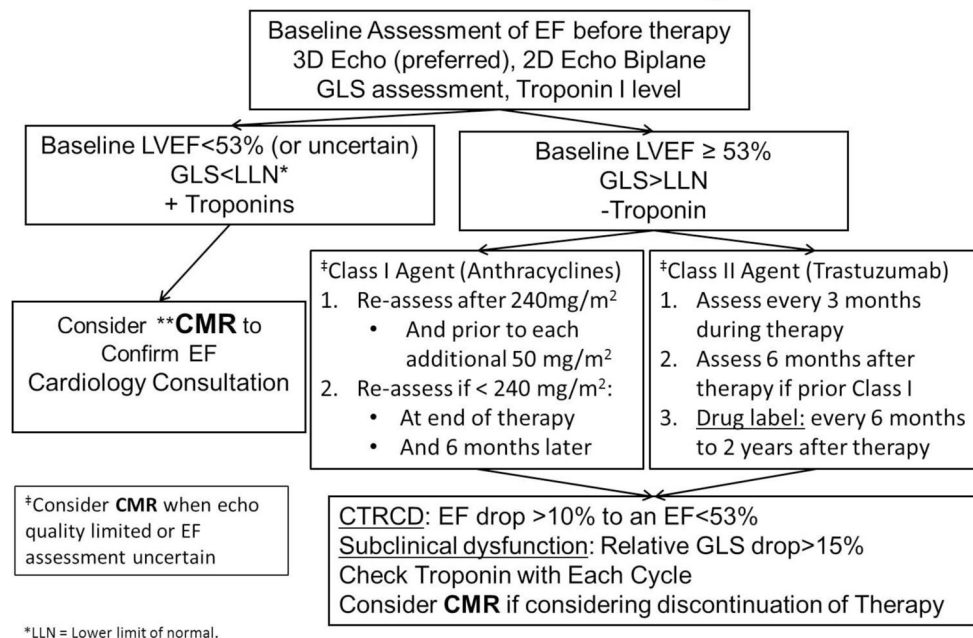 Baseline Assessment of EF before therapy
3D Echo (preferred), 2D Echo Biplane
GLS assessment, Troponin I level
Baseline LVEF<53% (or uncertain)
GLS<LLN*
+ Troponins
Baseline LVEF ≥ 53%
GLS>LLN
-Troponin
Consider **CMR to
Confirm EF
Cardiology Consultation
‡Class I Agent (Anthracyclines)
1. Re-assess after 240mg/m²
• And prior to each
additional 50 mg/m²
2. Re-assess if < 240 mg/m²:
• At end of therapy
• And 6 months later
‡Class II Agent (Trastuzumab)
1. Assess every 3 months
during therapy
2. Assess 6 months after
therapy if prior Class I
3. Drug label: every 6 months
to 2 years after therapy
‡Consider CMR when echo
quality limited or EF
assessment uncertain
CTRCD: EF drop >10% to an EF<53%
Subclinical dysfunction: Relative GLS drop>15%
Check Troponin with Each Cycle
Consider CMR if considering discontinuation of Therapy
*LLN = Lower limit of normal.